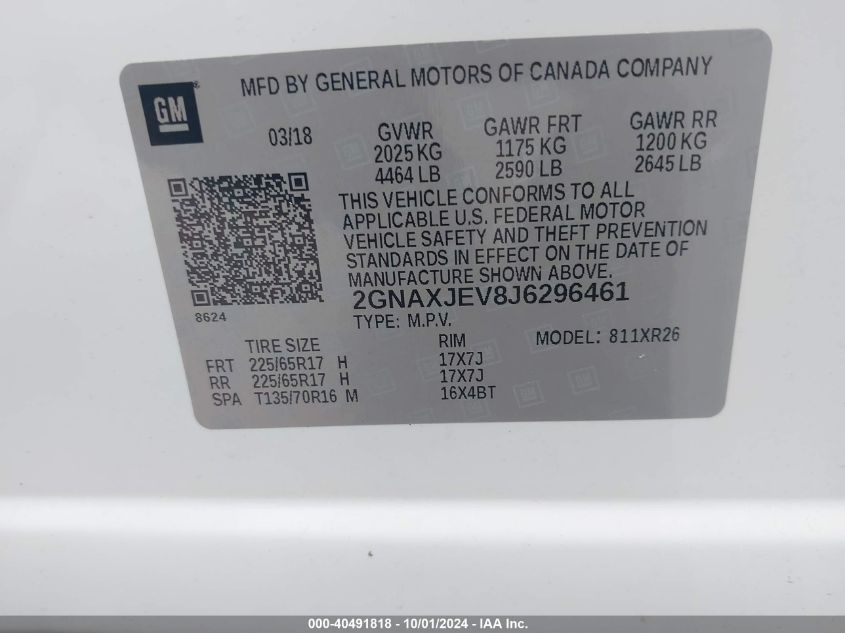 MFD BY GENERAL MOTORS OF CANADA COMPANY
GM
03/18 GVWR GAWR FRT GAWR RR
2025 KG 1175 KG 1200 KG
4464 LB 2590 LB 2645 LB
THIS VEHICLE CONFORMS TO ALL
APPLICABLE U.S. FEDERAL MOTOR
VEHICLE SAFETY AND THEFT PREVENTION
STANDARDS IN EFFECT ON THE DATE OF
MANUFACTURE SHOWN ABOVE.
2GNAXJEV8J6296461
8624
TYPE: M.P.V. MODEL: 811XR26
TIRE SIZE RIM
FRT 225/65R17 H 17X7J
RR 225/65R17 H 17X7J
SPA T135/70R16 M 16X4BT
000-40491818 - 10/01/2024 - IAA Inc.